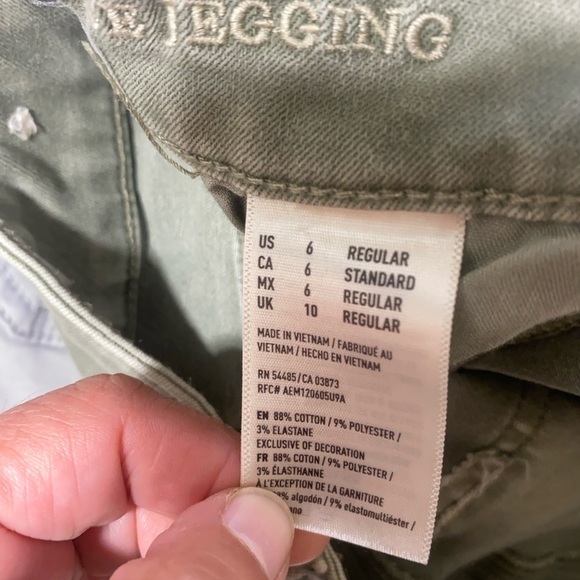 JEGGING
US 6 REGULAR
CA 6 STANDARD
MX 6 REGULAR
UK 10 REGULAR
MADE IN VIETNAM / FABRIQUÉ AU
VIETNAM / HECHO EN VIETNAM
RN 54485/CA 03873
RFC# AEM120605U9A
EN 88% COTTON / 9% POLYESTER /
3% ELASTANE
EXCLUSIVE OF DECORATION
FR 88% COTON / 9% POLYESTER /
3% ÉLASTHANNE
À L'EXCEPTION DE LA GARNITURE
% algodón / 9% elastomultiéster /